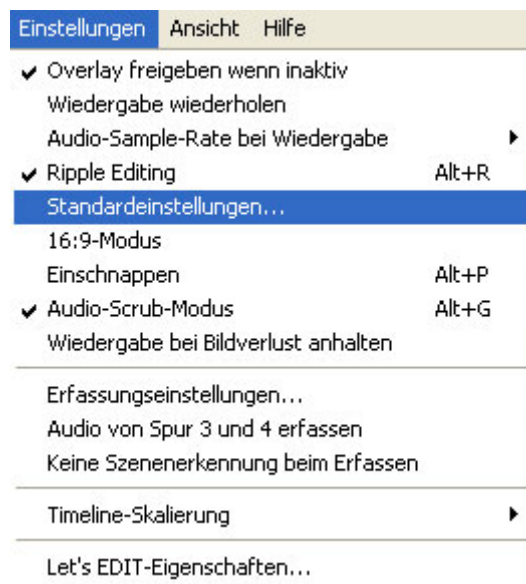 Einstellungen Ansicht Hilfe
Overlay freigeben wenn inaktiv
Wiedergabe wiederholen
Audio-Sample-Rate bei Wiedergabe
Ripple Editing Alt+R
Standardeinstellungen...
16:9-Modus
Einschnappen Alt+P
Audio-Scrub-Modus Alt+G
Wiedergabe bei Bildverlust anhalten
Erfassungseinstellungen...
Audio von Spur 3 und 4 erfassen
Keine Szenenerkennung beim Erfassen
Timeline-Skalierung
Let's EDIT-Eigenschaften...